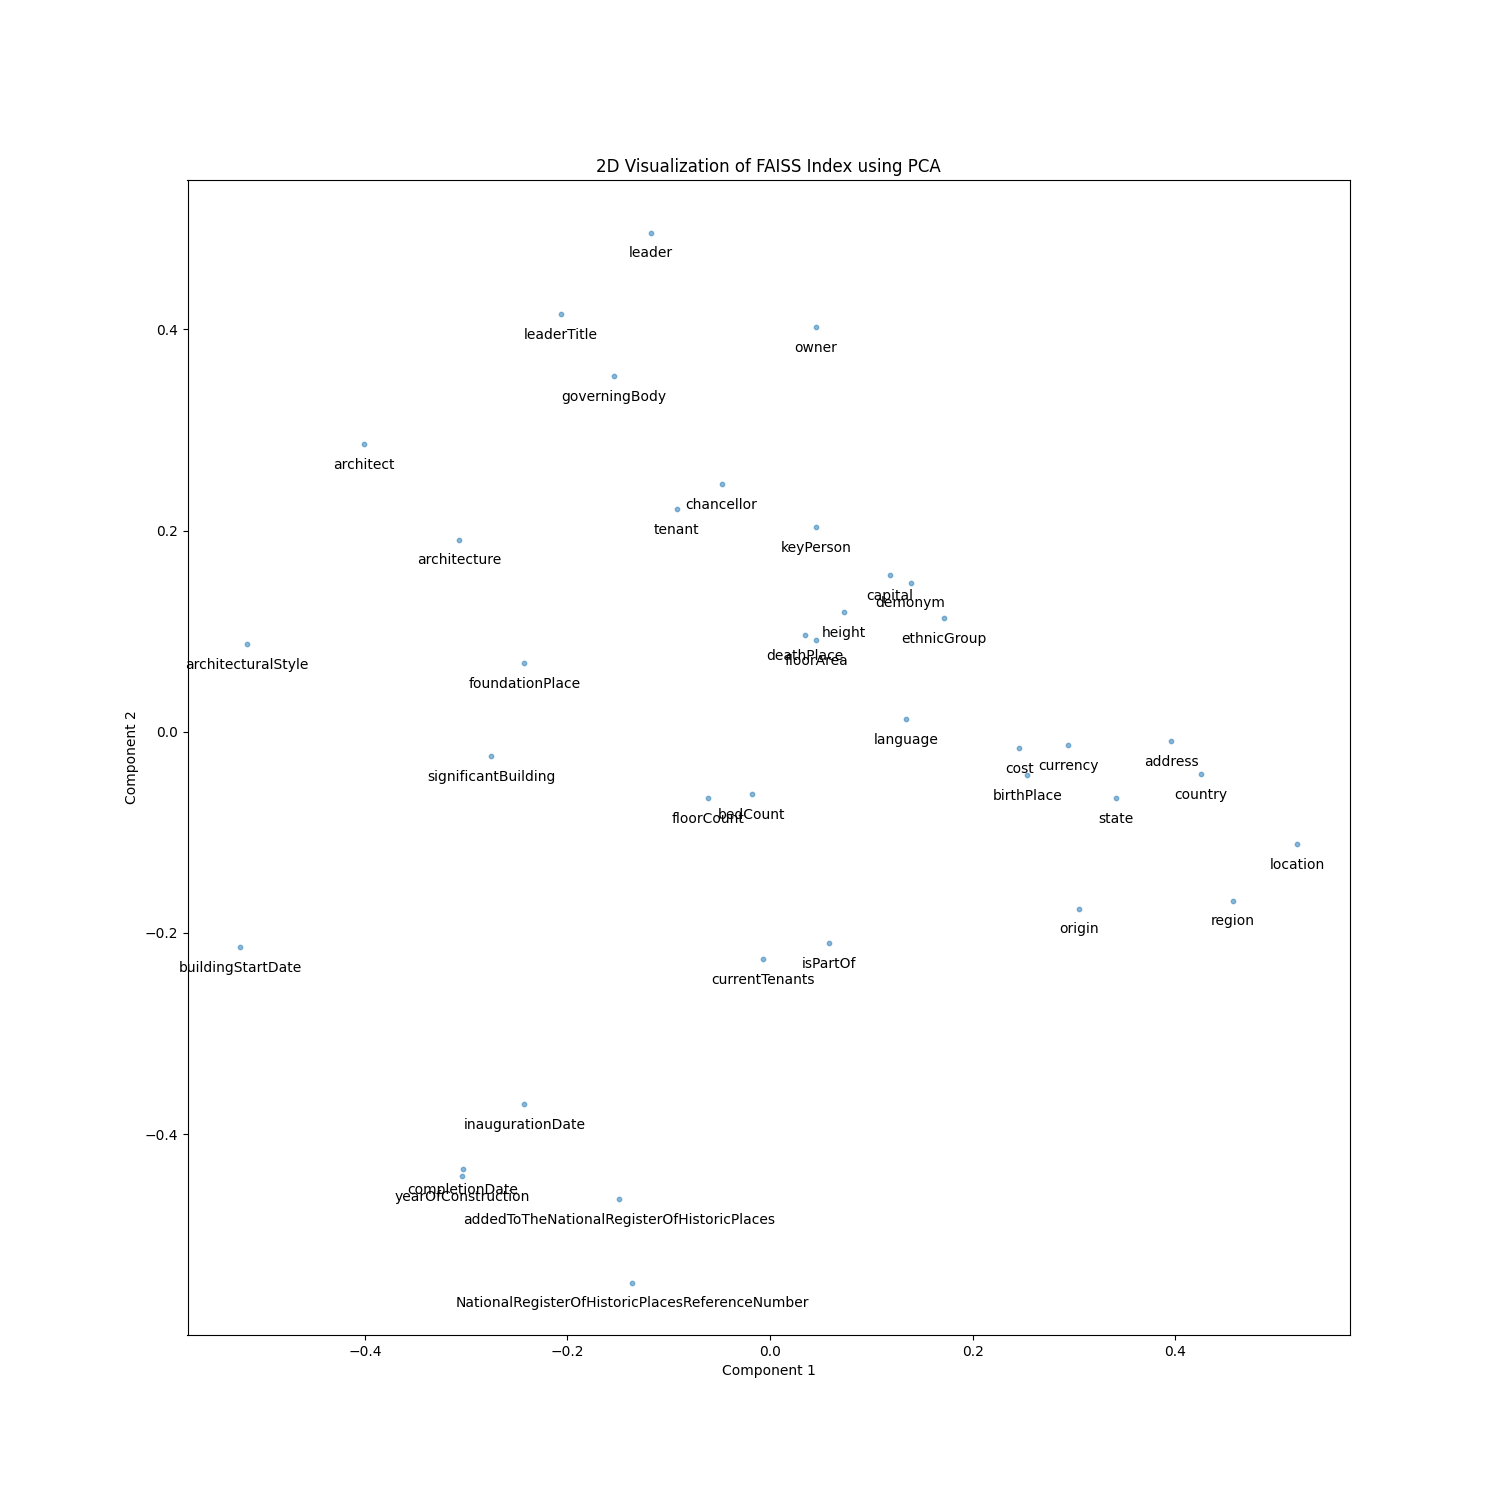 2D Visualization of FAISS Index using PCA
leader
leaderTitle
owner
governingBody
architect
chancellor
tenant
keyPerson
architecture
capital
demonym
height
ethnicGroup
deathPlace
floorArea
architecturalStyle
foundationPlace
language
significantBuilding
cost
currency
address
birthPlace
country
floorCount
bedCount
state
location
origin
region
buildingStartDate
isPartOf
currentTenants
inaugurationDate
completionDate
yearOfConstruction
addedToTheNationalRegisterOfHistoricPlaces
NationalRegisterOfHistoricPlacesReferenceNumber
0.4
0.2
0.0
−0.2
−0.4
Component 2
−0.4 −0.2 0.0 0.2 0.4
Component 1